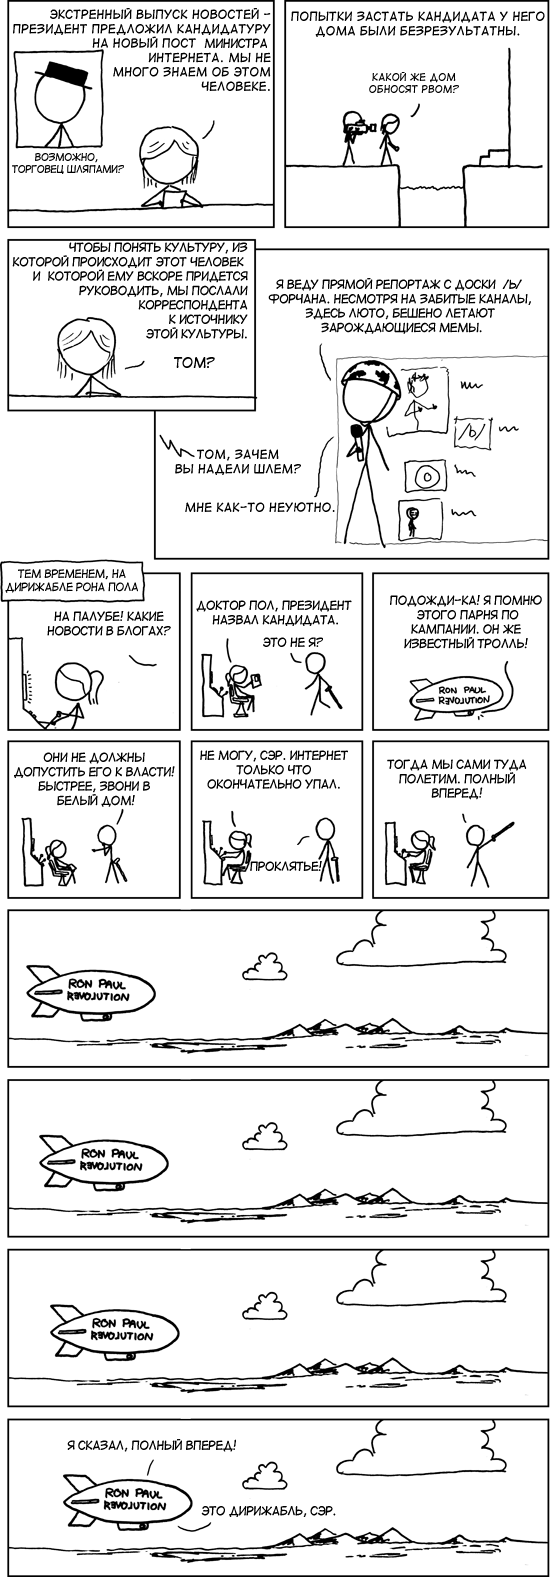 ЭКСТРЕННЫЙ ВЫПУСК НОВОСТЕЙ -
ПРЕЗИДЕНТ ПРЕДЛОЖИЛ КАНДИДАТУРУ
НА НОВЫЙ ПОСТ МИНИСТРА
ИНТЕРНЕТА. МЫ НЕ
МНОГО ЗНАЕМ ОБ ЭТОМ
ЧЕЛОВЕКЕ.
ВОЗМОЖНО,
ТОРГОВЕЦ ШЛЯПАМИ?
ПОПЫТКИ ЗАСТАТЬ КАНДИДАТА У НЕГО
ДОМА БЫЛИ БЕЗРЕЗУЛЬТАТНЫ.
КАКОЙ ЖЕ ДОМ
ОБНОСЯТ РВОМ?
ЧТОБЫ ПОНЯТЬ КУЛЬТУРУ, ИЗ
КОТОРОЙ ПРОИСХОДИТ ЭТОТ ЧЕЛОВЕК
И КОТОРОЙ ЕМУ ВСКОРЕ ПРИДЕТСЯ
РУКОВОДИТЬ, МЫ ПОСЛАЛИ
КОРРЕСПОНДЕНТА
К ИСТОЧНИКУ
ЭТОЙ КУЛЬТУРЫ.
ТОМ?
Я ВЕДУ ПРЯМОЙ РЕПОРТАЖ С ДОСКИ /Ь/
ФОРЧАНА. НЕСМОТРЯ НА ЗАБИТЫЕ КАНАЛЫ,
ЗДЕСЬ ЛЮТО, БЕШЕНО ЛЕТАЮТ
ЗАРОЖДАЮЩИЕСЯ МЕМЫ.
/b/
ТОМ, ЗАЧЕМ
ВЫ НАДЕЛИ ШЛЕМ?
МНЕ КАК-ТО НЕУЮТНО.
ТЕМ ВРЕМЕНЕМ, НА
ДИРИЖАБЛЕ РОНА ПОЛА
НА ПАЛУБЕ! КАКИЕ
НОВОСТИ В БЛОГАХ?
ДОКТОР ПОЛ, ПРЕЗИДЕНТ
НАЗВАЛ КАНДИДАТА.
ЭТО НЕ Я?
ПОДОЖДИ-КА! Я ПОМНЮ
ЭТОГО ПАРНЯ ПО
КАМПАНИИ. ОН ЖЕ
ИЗВЕСТНЫЙ ТРОЛЛЬ!
RON PAUL
REVOLUTION
ОНИ НЕ ДОЛЖНЫ
ДОПУСТИТЬ ЕГО К ВЛАСТИ!
БЫСТРЕЕ, ЗВОНИ В
БЕЛЫЙ ДОМ!
НЕ МОГУ, СЭР. ИНТЕРНЕТ
ТОЛЬКО ЧТО
ОКОНЧАТЕЛЬНО УПАЛ.
ПРОКЛЯТЬЕ!
ТОГДА МЫ САМИ ТУДА
ПОЛЕТИМ. ПОЛНЫЙ
ВПЕРЕД!
RON PAUL
REVOLUTION
RON PAUL
REVOLUTION
RON PAUL
REVOLUTION
Я СКАЗАЛ, ПОЛНЫЙ ВПЕРЕД!
RON PAUL
REVOLUTION
ЭТО ДИРИЖАБЛЬ, СЭР.